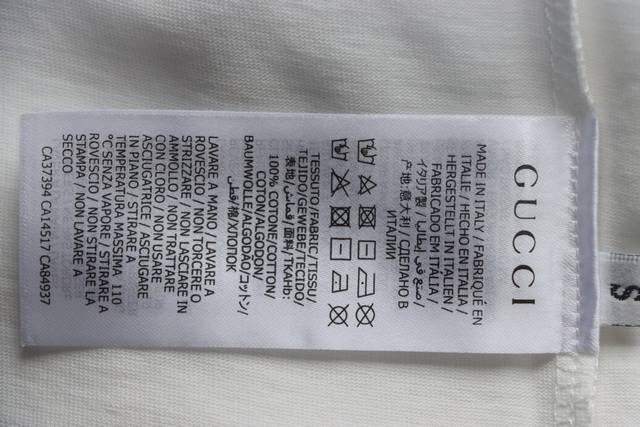 GUCCI
MADE IN ITALY / FABRIQUÉ EN
ITALIE / HECHO EN ITALIA /
HERGESTELLT IN ITALIEN /
FABRICADO EM ITÁLIA /
イタリア製 / صنع في إيطاليا /
产地: 意大利 / СДЕЛАНО В
ИТАЛИИ
TESSUTO/FABRIC/TISSU/
TEJIDO/GEWEBE/TECIDO/
表地/قماش/面料/ТКАНЬ:
100% COTONE/COTTON/
COTON/ALGODON/
BAUMWOLLE/ALGODÃO/コットン/
قطن/棉/ХЛОПОК
LAVARE A MANO / LAVARE A
ROVESCIO / NON TORCERE O
STRIZZARE / NON LASCIARE IN
AMMOLLO / NON TRATTARE
CON CLORO / NON USARE
ASCIUGATRICE / ASCIUGARE
IN PIANO / STIRARE A
TEMPERATURA MASSIMA 110
°C SENZA VAPORE / STIRARE A
ROVESCIO / NON STIRARE LA
STAMPA / NON LAVARE A
SECCO
CA37394 CA14517 CA84937
S